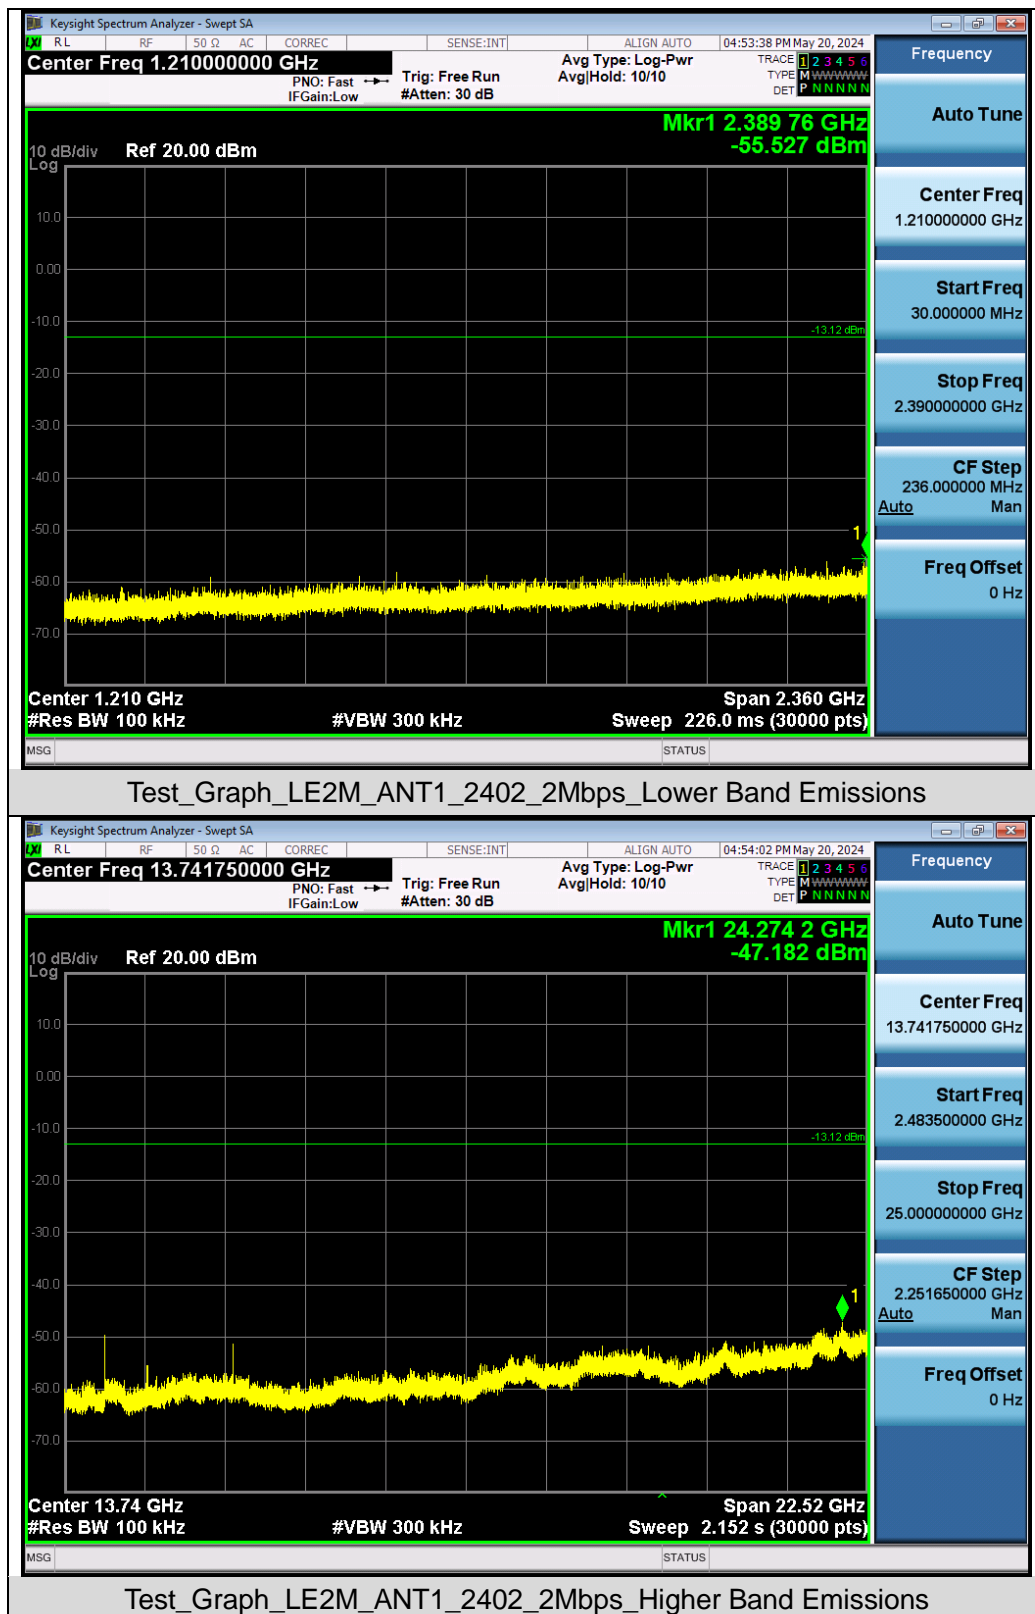 Keysight Spectrum Analyzer - Swept SA
LXI RL RF 50 Ω AC CORREC SENSE:INT ALIGN AUTO 04:53:38 PM May 20, 2024
Center Freq 1.210000000 GHz Avg Type: Log-Pwr TRACE 1 2 3 4 5 6
PNO: Fast Trig: Free Run Avg|Hold: 10/10 TYPE M WWWWW
IFGain:Low #Atten: 30 dB DET P N N N N N
Frequency
Mkr1 2.389 76 GHz
-55.527 dBm
10 dB/div Ref 20.00 dBm
Log
10.0
0.00
-10.0
-13.12 dBm
-20.0
-30.0
-40.0
-50.0
1
-60.0
-70.0
Center 1.210 GHz Span 2.360 GHz
#Res BW 100 kHz #VBW 300 kHz Sweep 226.0 ms (30000 pts)
MSG STATUS
Auto Tune
Center Freq
1.210000000 GHz
Start Freq
30.000000 MHz
Stop Freq
2.390000000 GHz
CF Step
236.000000 MHz
Auto Man
Freq Offset
0 Hz
Test_Graph_LE2M_ANT1_2402_2Mbps_Lower Band Emissions
Keysight Spectrum Analyzer - Swept SA
LXI RL RF 50 Ω AC CORREC SENSE:INT ALIGN AUTO 04:54:02 PM May 20, 2024
Center Freq 13.741750000 GHz Avg Type: Log-Pwr TRACE 1 2 3 4 5 6
PNO: Fast Trig: Free Run Avg|Hold: 10/10 TYPE M WWWWW
IFGain:Low #Atten: 30 dB DET P N N N N N
Frequency
Mkr1 24.274 2 GHz
-47.182 dBm
10 dB/div Ref 20.00 dBm
Log
10.0
0.00
-10.0
-13.12 dBm
-20.0
-30.0
-40.0
1
-50.0
-60.0
-70.0
Center 13.74 GHz Span 22.52 GHz
#Res BW 100 kHz #VBW 300 kHz Sweep 2.152 s (30000 pts)
MSG STATUS
Auto Tune
Center Freq
13.741750000 GHz
Start Freq
2.483500000 GHz
Stop Freq
25.000000000 GHz
CF Step
2.251650000 GHz
Auto Man
Freq Offset
0 Hz
Test_Graph_LE2M_ANT1_2402_2Mbps_Higher Band Emissions